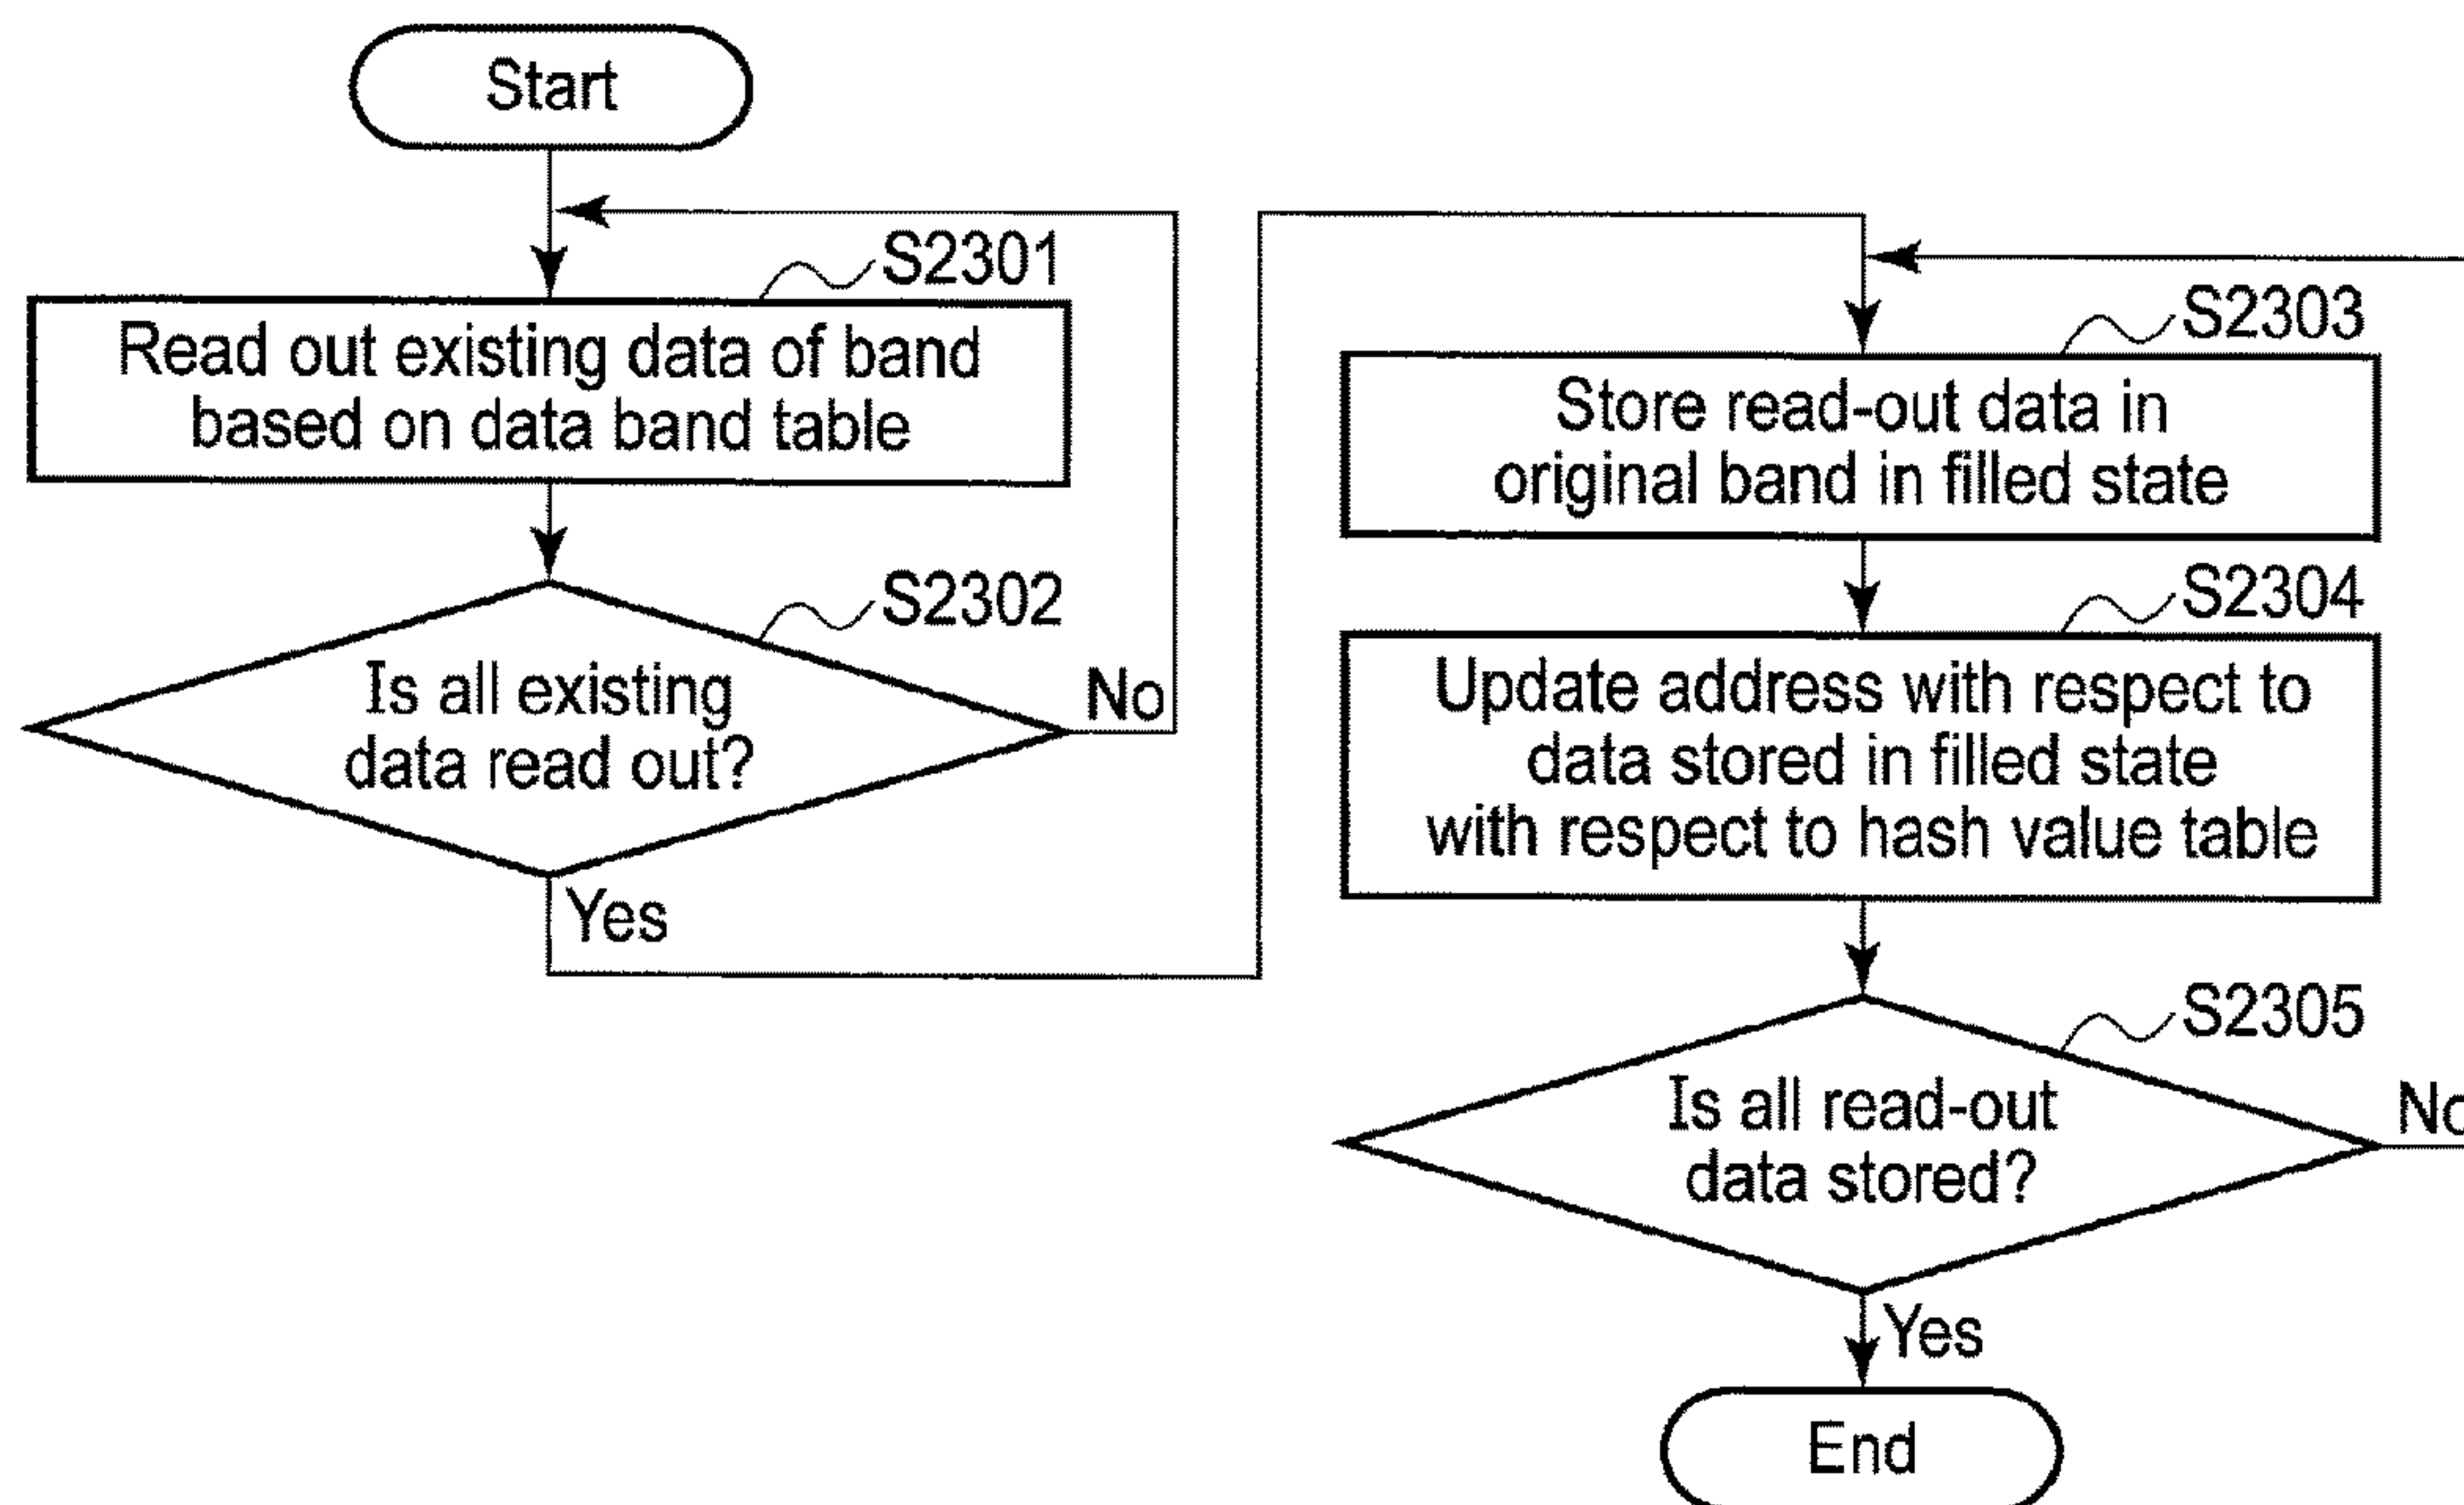 Start
S2301
Read out existing data of band
based on data band table
S2302
Is all existing
data read out?
No
Yes
S2303
Store read-out data in
original band in filled state
S2304
Update address with respect to
data stored in filled state
with respect to hash value table
S2305
Is all read-out
data stored?
No
Yes
End